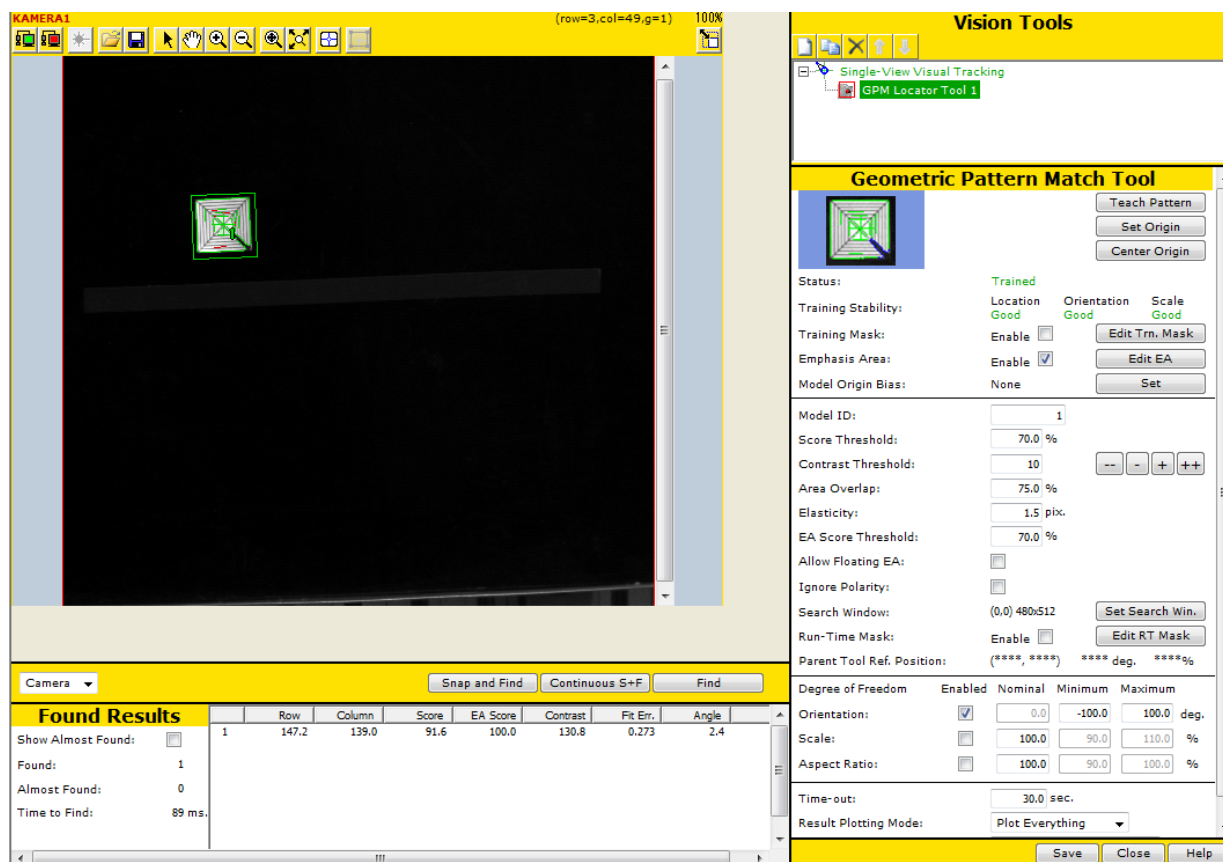 KAMERA1 (row=3,col=49,g=1) 100%
Vision Tools
Single-View Visual Tracking
GPM Locator Tool 1
Geometric Pattern Match Tool
Teach Pattern
Set Origin
Center Origin
Status: Trained
Training Stability: Location Orientation Scale
Good Good Good
Training Mask: Enable Edit Trn. Mask
Emphasis Area: Enable Edit EA
Model Origin Bias: None Set
Model ID: 1
Score Threshold: 70.0 %
Contrast Threshold: 10 -- - + ++
Area Overlap: 75.0 %
Elasticity: 1.5 pix.
EA Score Threshold: 70.0 %
Allow Floating EA:
Ignore Polarity:
Search Window: (0,0) 480x512 Set Search Win.
Run-Time Mask: Enable Edit RT Mask
Parent Tool Ref. Position: (****, ****) **** deg. ****%
Degree of Freedom Enabled Nominal Minimum Maximum
Orientation: 0.0 -100.0 100.0 deg.
Scale: 100.0 90.0 110.0 %
Aspect Ratio: 100.0 90.0 100.0 %
Time-out: 30.0 sec.
Result Plotting Mode: Plot Everything
Save Close Help
Camera Snap and Find Continuous S+F Find
Found Results
Show Almost Found:
Found: 1
Almost Found: 0
Time to Find: 89 ms.
Row Column Score EA Score Contrast Fit Err. Angle
1 147.2 139.0 91.6 100.0 130.8 0.273 2.4